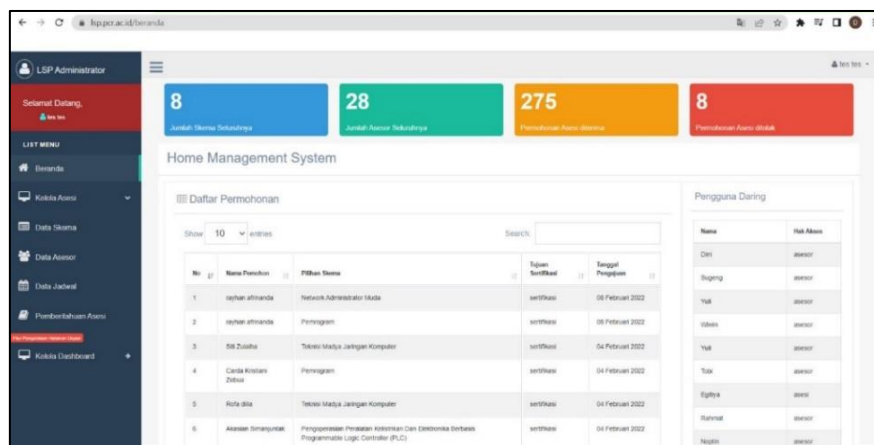 lsp.pcr.ac.id/beranda
LSP Administrator
tes tes
Selamat Datang,
tes tes
8
Jumlah Skema Seluruhnya
28
Jumlah Asesor Seluruhnya
275
Permohonan Asesi diterima
8
Permohonan Asesi ditolak
LIST MENU
Beranda
Kelola Asesi
Data Skema
Data Asesor
Data Jadwal
Pemberitahuan Asesi
Kelola Dashboard
Home Management System
Daftar Permohonan
Show 10 entries
Search:
No Nama Pemohon Pilihan Skema Tujuan Sertifikasi Tanggal Pengajuan
1 rayhan afrinanda Network Administrator Muda sertifikasi 08 Februari 2022
2 rayhan afrinanda Pemrogram sertifikasi 08 Februari 2022
3 Siti Zulaiha Teknisi Madya Jaringan Komputer sertifikasi 04 Februari 2022
4 Carda Kristiani Zebua Pemrogram sertifikasi 04 Februari 2022
5 Rofa dilla Teknisi Madya Jaringan Komputer sertifikasi 04 Februari 2022
6 Simanjuntak Pengoperasian Peralatan Kelistrikan Dan Elektronika Berbasis
Programmable Logic Controller (PLC) sertifikasi 04 Februari 2022
Pengguna Daring
Nama Hak Akses
Dini asesor
Sugeng asesor
Yuli asesor
Wiwin asesor
Yuli asesor
Tobi asesor
Egitya asesi
Rahmat asesor
Noptin asesor